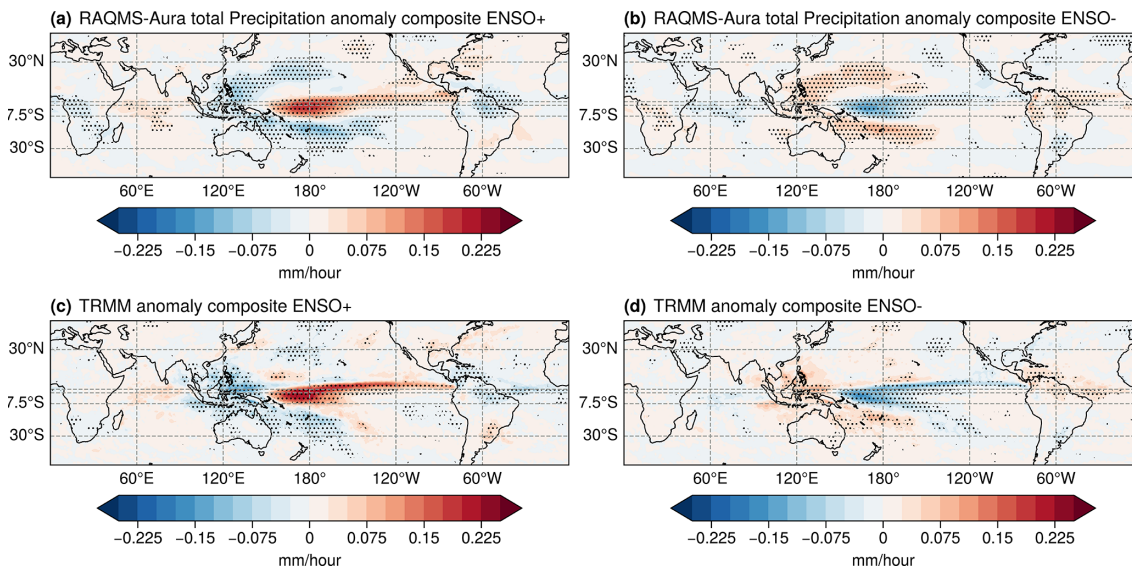 (a) RAQMS-Aura total Precipitation anomaly composite ENSO+
30°N
7.5°S
30°S
60°E 120°E 180° 120°W 60°W
−0.225 −0.15 −0.075 0 0.075 0.15 0.225
mm/hour
(b) RAQMS-Aura total Precipitation anomaly composite ENSO-
30°N
7.5°S
30°S
60°E 120°E 180° 120°W 60°W
−0.225 −0.15 −0.075 0 0.075 0.15 0.225
mm/hour
(c) TRMM anomaly composite ENSO+
30°N
7.5°S
30°S
60°E 120°E 180° 120°W 60°W
−0.225 −0.15 −0.075 0 0.075 0.15 0.225
mm/hour
(d) TRMM anomaly composite ENSO-
30°N
7.5°S
30°S
60°E 120°E 180° 120°W 60°W
−0.225 −0.15 −0.075 0 0.075 0.15 0.225
mm/hour